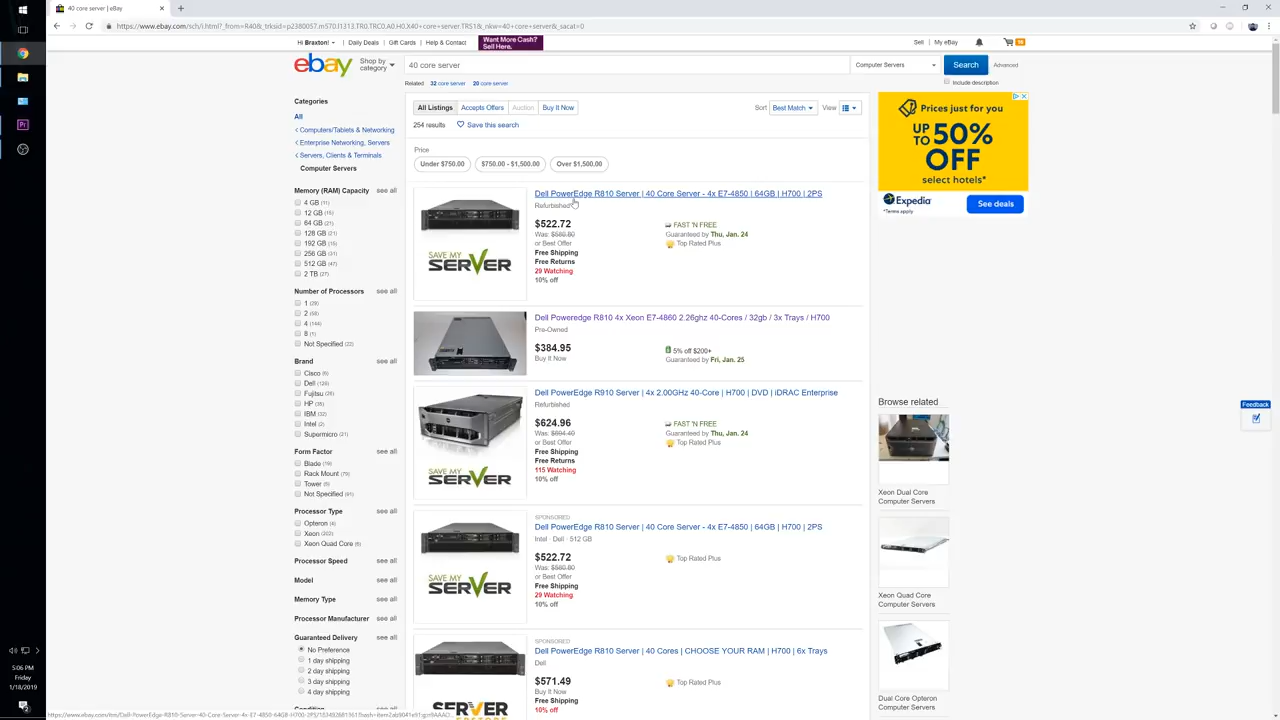 40 core server | eBay
https://www.ebay.com/sch/i.html?_from=R40&_trksid=p2380057.m570.l1313.TR0.TRC0.A0.H0.X40+core+server.TRS1&_nkw=40+core+server&_sacat=0
Hi Braxton!
Daily Deals
Gift Cards
Help & Contact
Want More Cash?
Sell Here.
Sell
My eBay
ebay
Shop by
category
40 core server
Computer Servers
Search
Advanced
Include description
Related
32 core server
20 core server
Categories
All
Computers/Tablets & Networking
Enterprise Networking, Servers
Servers, Clients & Terminals
Computer Servers
Memory (RAM) Capacity
see all
4 GB (11)
12 GB (15)
64 GB (21)
128 GB (21)
192 GB (15)
256 GB (31)
512 GB (47)
2 TB (27)
Number of Processors
see all
1 (29)
2 (58)
4 (144)
8 (1)
Not Specified (22)
Brand
see all
Cisco (6)
Dell (129)
Fujitsu (26)
HP (35)
IBM (32)
Intel (2)
Supermicro (21)
Form Factor
see all
Blade (19)
Rack Mount (79)
Tower (5)
Not Specified (91)
Processor Type
see all
Opteron (4)
Xeon (202)
Xeon Quad Core (6)
Processor Speed
see all
Model
see all
Memory Type
see all
Processor Manufacturer
see all
Guaranteed Delivery
see all
No Preference
1 day shipping
2 day shipping
3 day shipping
4 day shipping
Condition
All Listings
Accepts Offers
Auction
Buy It Now
Sort
Best Match
View
254 results
Save this search
Price
Under $750.00
$750.00 - $1,500.00
Over $1,500.00
SAVE MY
SERVER
Dell PowerEdge R810 Server | 40 Core Server - 4x E7-4850 | 64GB | H700 | 2PS
Refurbished
$522.72
Was: $580.80
or Best Offer
Free Shipping
Free Returns
29 Watching
10% off
FAST 'N FREE
Guaranteed by Thu, Jan. 24
Top Rated Plus
Dell Poweredge R810 4x Xeon E7-4860 2.26ghz 40-Cores / 32gb / 3x Trays / H700
Pre-Owned
$384.95
Buy It Now
5% off $200+
Guaranteed by Fri, Jan. 25
SAVE MY
SERVER
Dell PowerEdge R910 Server | 4x 2.00GHz 40-Core | H700 | DVD | iDRAC Enterprise
Refurbished
$624.96
Was: $694.40
or Best Offer
Free Shipping
Free Returns
115 Watching
10% off
FAST 'N FREE
Guaranteed by Thu, Jan. 24
Top Rated Plus
SAVE MY
SERVER
SPONSORED
Dell PowerEdge R810 Server | 40 Core Server - 4x E7-4850 | 64GB | H700 | 2PS
Intel · Dell · 512 GB
$522.72
Was: $580.80
or Best Offer
Free Shipping
29 Watching
10% off
Top Rated Plus
SPONSORED
Dell PowerEdge R810 Server | 40 Cores | CHOOSE YOUR RAM | H700 | 6x Trays
Dell
$571.49
Buy It Now
Free Shipping
10% off
Top Rated Plus
SERVER
Prices just for you
UP TO
50%
OFF
select hotels*
Expedia
*Terms apply
See deals
Browse related
Xeon Dual Core
Computer Servers
Xeon Quad Core
Computer Servers
Dual Core Opteron
Computer Servers
Feedback
5:06 PM
Friday
1/18/2019